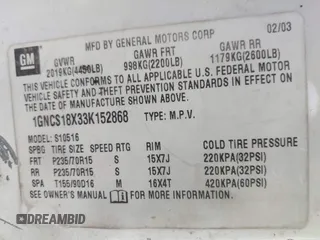 MFD BY GENERAL MOTORS CORP 02/03
GM
GVWR GAWR FRT GAWR RR
2019KG(4450LB) 998KG(2200LB) 1179KG(2600LB)
THIS VEHICLE CONFORMS TO ALL APPLICABLE U.S. FEDERAL MOTOR
VEHICLE SAFETY AND THEFT PREVENTION STANDARDS IN EFFECT ON
THE DATE OF MANUFACTURE SHOWN ABOVE.
1GNCS18X33K152868 TYPE: M.P.V.
MODEL: S10516
SPBG TIRE SIZE SPEED RTG RIM COLD TIRE PRESSURE
FRT P235/70R15 S 15X7J 220KPA(32PSI)
RR P235/70R15 S 15X7J 220KPA(32PSI)
SPA T155/90D16 M 16X4T 420KPA(60PSI)
SEE OWNER'S MANUAL FOR MORE INFORMATION.
DREAMBID